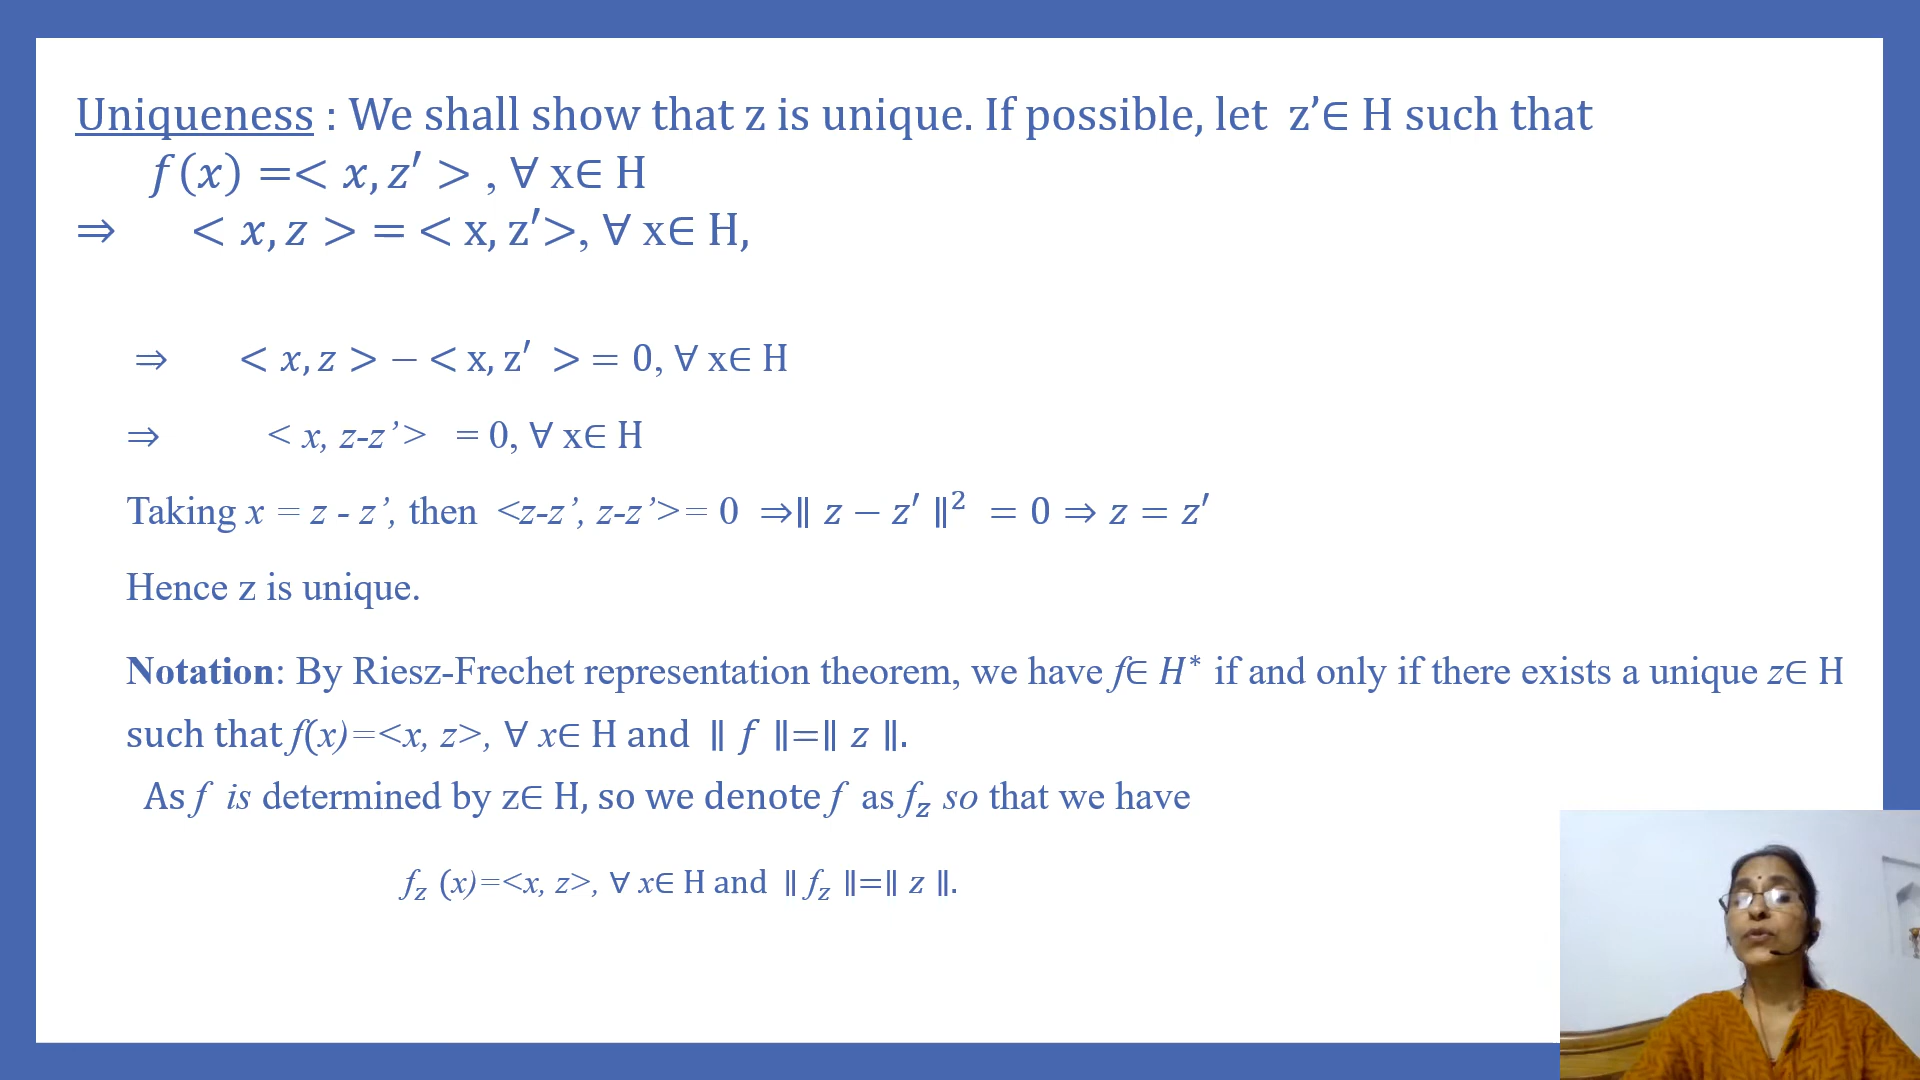 Uniqueness : We shall show that z is unique. If possible, let z’∈ H such that
f(x) =< x, z′ > , ∀ x∈ H
⇒ < x, z > = < x, z′>, ∀ x∈ H,
⇒ < x, z > − < x, z′ > = 0, ∀ x∈ H
⇒ < x, z-z’> = 0, ∀ x∈ H
Taking x = z - z’, then <z-z’, z-z’>= 0 ⇒‖ z − z′ ‖² = 0 ⇒ z = z′
Hence z is unique.
Notation: By Riesz-Frechet representation theorem, we have f∈ H* if and only if there exists a unique z∈ H
such that f(x)=<x, z>, ∀ x∈ H and ‖ f ‖=‖ z ‖.
As f is determined by z∈ H, so we denote f as f_z so that we have
f_z (x)=<x, z>, ∀ x∈ H and ‖ f_z ‖=‖ z ‖.